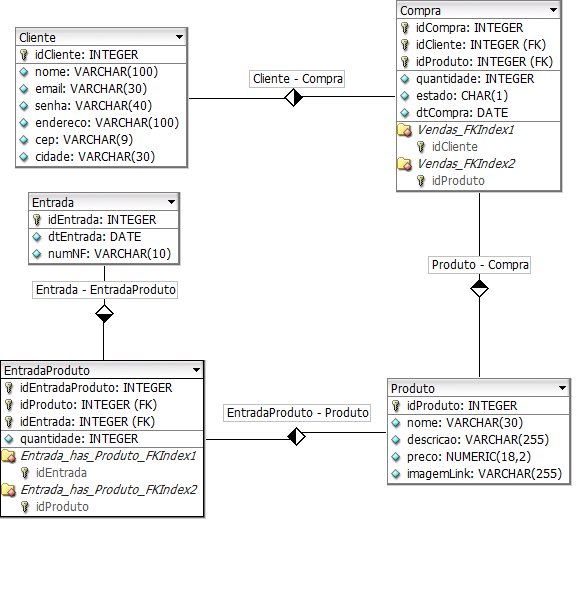 Cliente
idCliente: INTEGER
nome: VARCHAR(100)
email: VARCHAR(30)
senha: VARCHAR(40)
endereco: VARCHAR(100)
cep: VARCHAR(9)
cidade: VARCHAR(30)
Cliente - Compra
Compra
idCompra: INTEGER
idCliente: INTEGER (FK)
idProduto: INTEGER (FK)
quantidade: INTEGER
estado: CHAR(1)
dtCompra: DATE
Vendas_FKIndex1
idCliente
Vendas_FKIndex2
idProduto
Entrada
idEntrada: INTEGER
dtEntrada: DATE
numNF: VARCHAR(10)
Entrada - EntradaProduto
Produto - Compra
EntradaProduto
idEntradaProduto: INTEGER
idProduto: INTEGER (FK)
idEntrada: INTEGER (FK)
quantidade: INTEGER
Entrada_has_Produto_FKIndex1
idEntrada
Entrada_has_Produto_FKIndex2
idProduto
EntradaProduto - Produto
Produto
idProduto: INTEGER
nome: VARCHAR(30)
descricao: VARCHAR(255)
preco: NUMERIC(18,2)
imagemLink: VARCHAR(255)